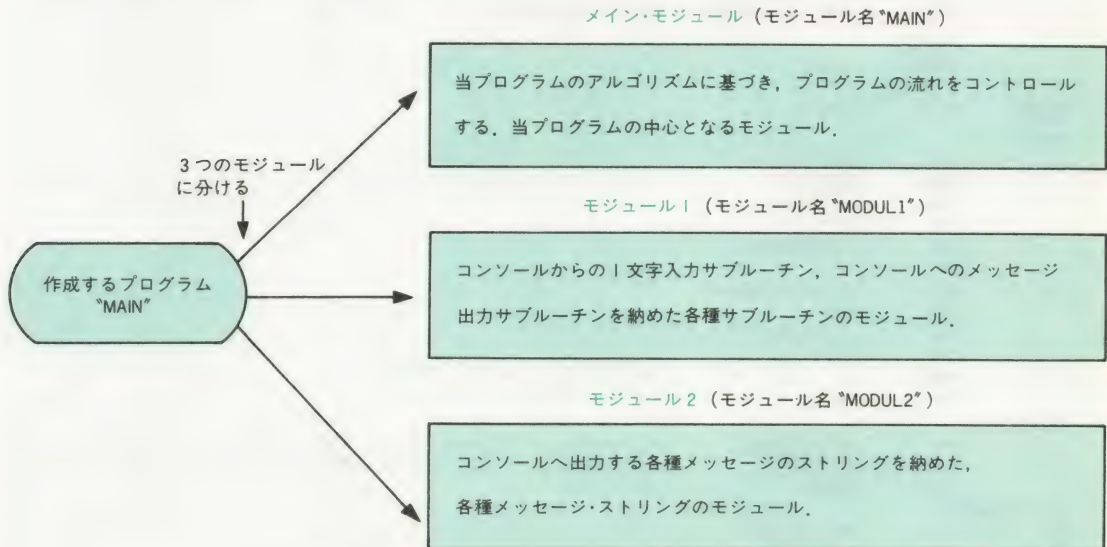 メイン・モジュール (モジュール名 "MAIN")
当プログラムのアルゴリズムに基づき，プログラムの流れをコントロール
する．当プログラムの中心となるモジュール．
3つのモジュール
に分ける
作成するプログラム
"MAIN"
モジュール1 (モジュール名 "MODUL1")
コンソールからの1文字入力サブルーチン，コンソールへのメッセージ
出力サブルーチンを納めた各種サブルーチンのモジュール．
モジュール2 (モジュール名 "MODUL2")
コンソールへ出力する各種メッセージのストリングを納めた，
各種メッセージ・ストリングのモジュール．